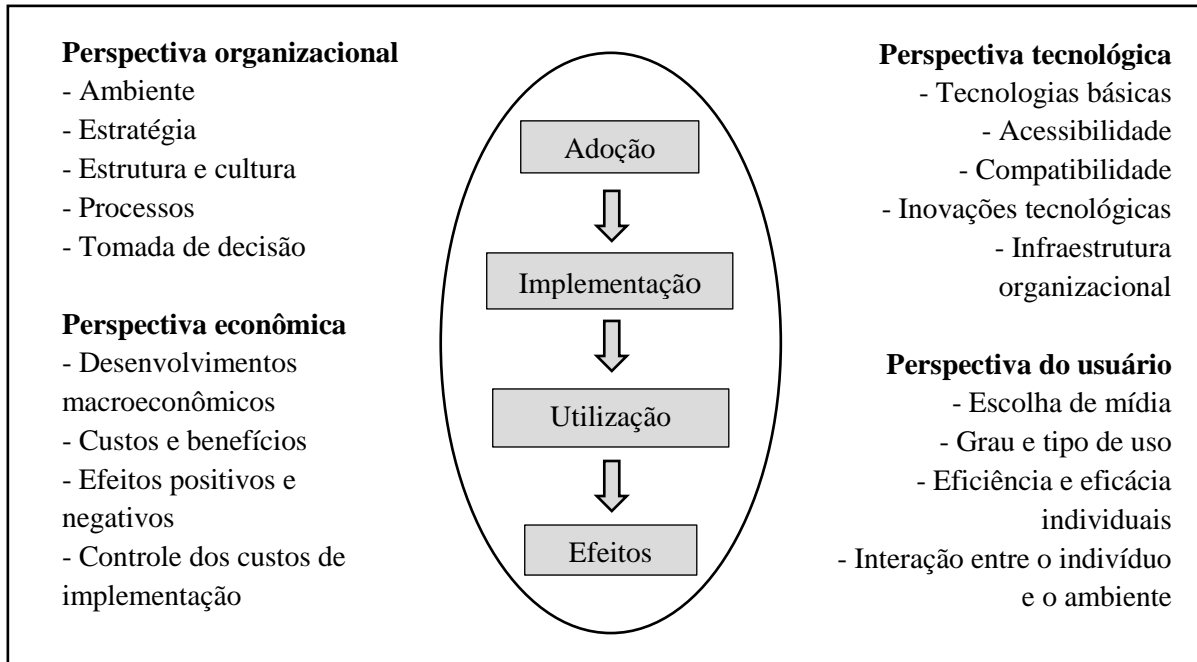 Perspectiva organizacional
- Ambiente
- Estratégia
- Estrutura e cultura
- Processos
- Tomada de decisão
Perspectiva econômica
- Desenvolvimentos
macroeconômicos
- Custos e benefícios
- Efeitos positivos e
negativos
- Controle dos custos de
implementação
Adoção
Implementação
Utilização
Efeitos
Perspectiva tecnológica
- Tecnologias básicas
- Acessibilidade
- Compatibilidade
- Inovações tecnológicas
- Infraestrutura
organizacional
Perspectiva do usuário
- Escolha de mídia
- Grau e tipo de uso
- Eficiência e eficácia
individuais
- Interação entre o indivíduo
e o ambiente